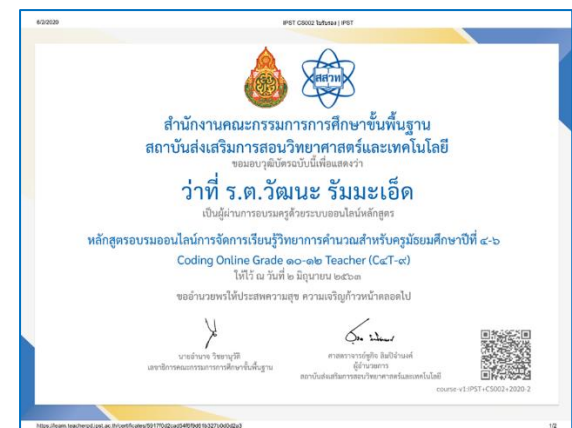 8/2/2020
IPST CS002 ใบรับรอง | IPST
สสวท
สำนักงานคณะกรรมการการศึกษาขั้นพื้นฐาน
สถาบันส่งเสริมการสอนวิทยาศาสตร์และเทคโนโลยี
ขอมอบวุฒิบัตรฉบับนี้เพื่อแสดงว่า
ว่าที่ ร.ต.วัฒนะ รัมมะเอ็ด
เป็นผู้ผ่านการอบรมครูด้วยระบบออนไลน์หลักสูตร
หลักสูตรอบรมออนไลน์การจัดการเรียนรู้วิทยาการคำนวณสำหรับครูมัธยมศึกษาปีที่ ๔-๖
Coding Online Grade ๑๐-๑๒ Teacher (C๔T-๙)
ให้ไว้ ณ วันที่ ๒ มิถุนายน ๒๕๖๓
ขออำนวยพรให้ประสพความสุข ความเจริญก้าวหน้าตลอดไป
นายอำนาจ วิชยานุวัติ
เลขาธิการคณะกรรมการการศึกษาขั้นพื้นฐาน
ศาสตราจารย์ชูกิจ ลิมปิจำนงค์
ผู้อำนวยการ
สถาบันส่งเสริมการสอนวิทยาศาสตร์และเทคโนโลยี
course-v1:IPST+CS002+2020-2
1/2